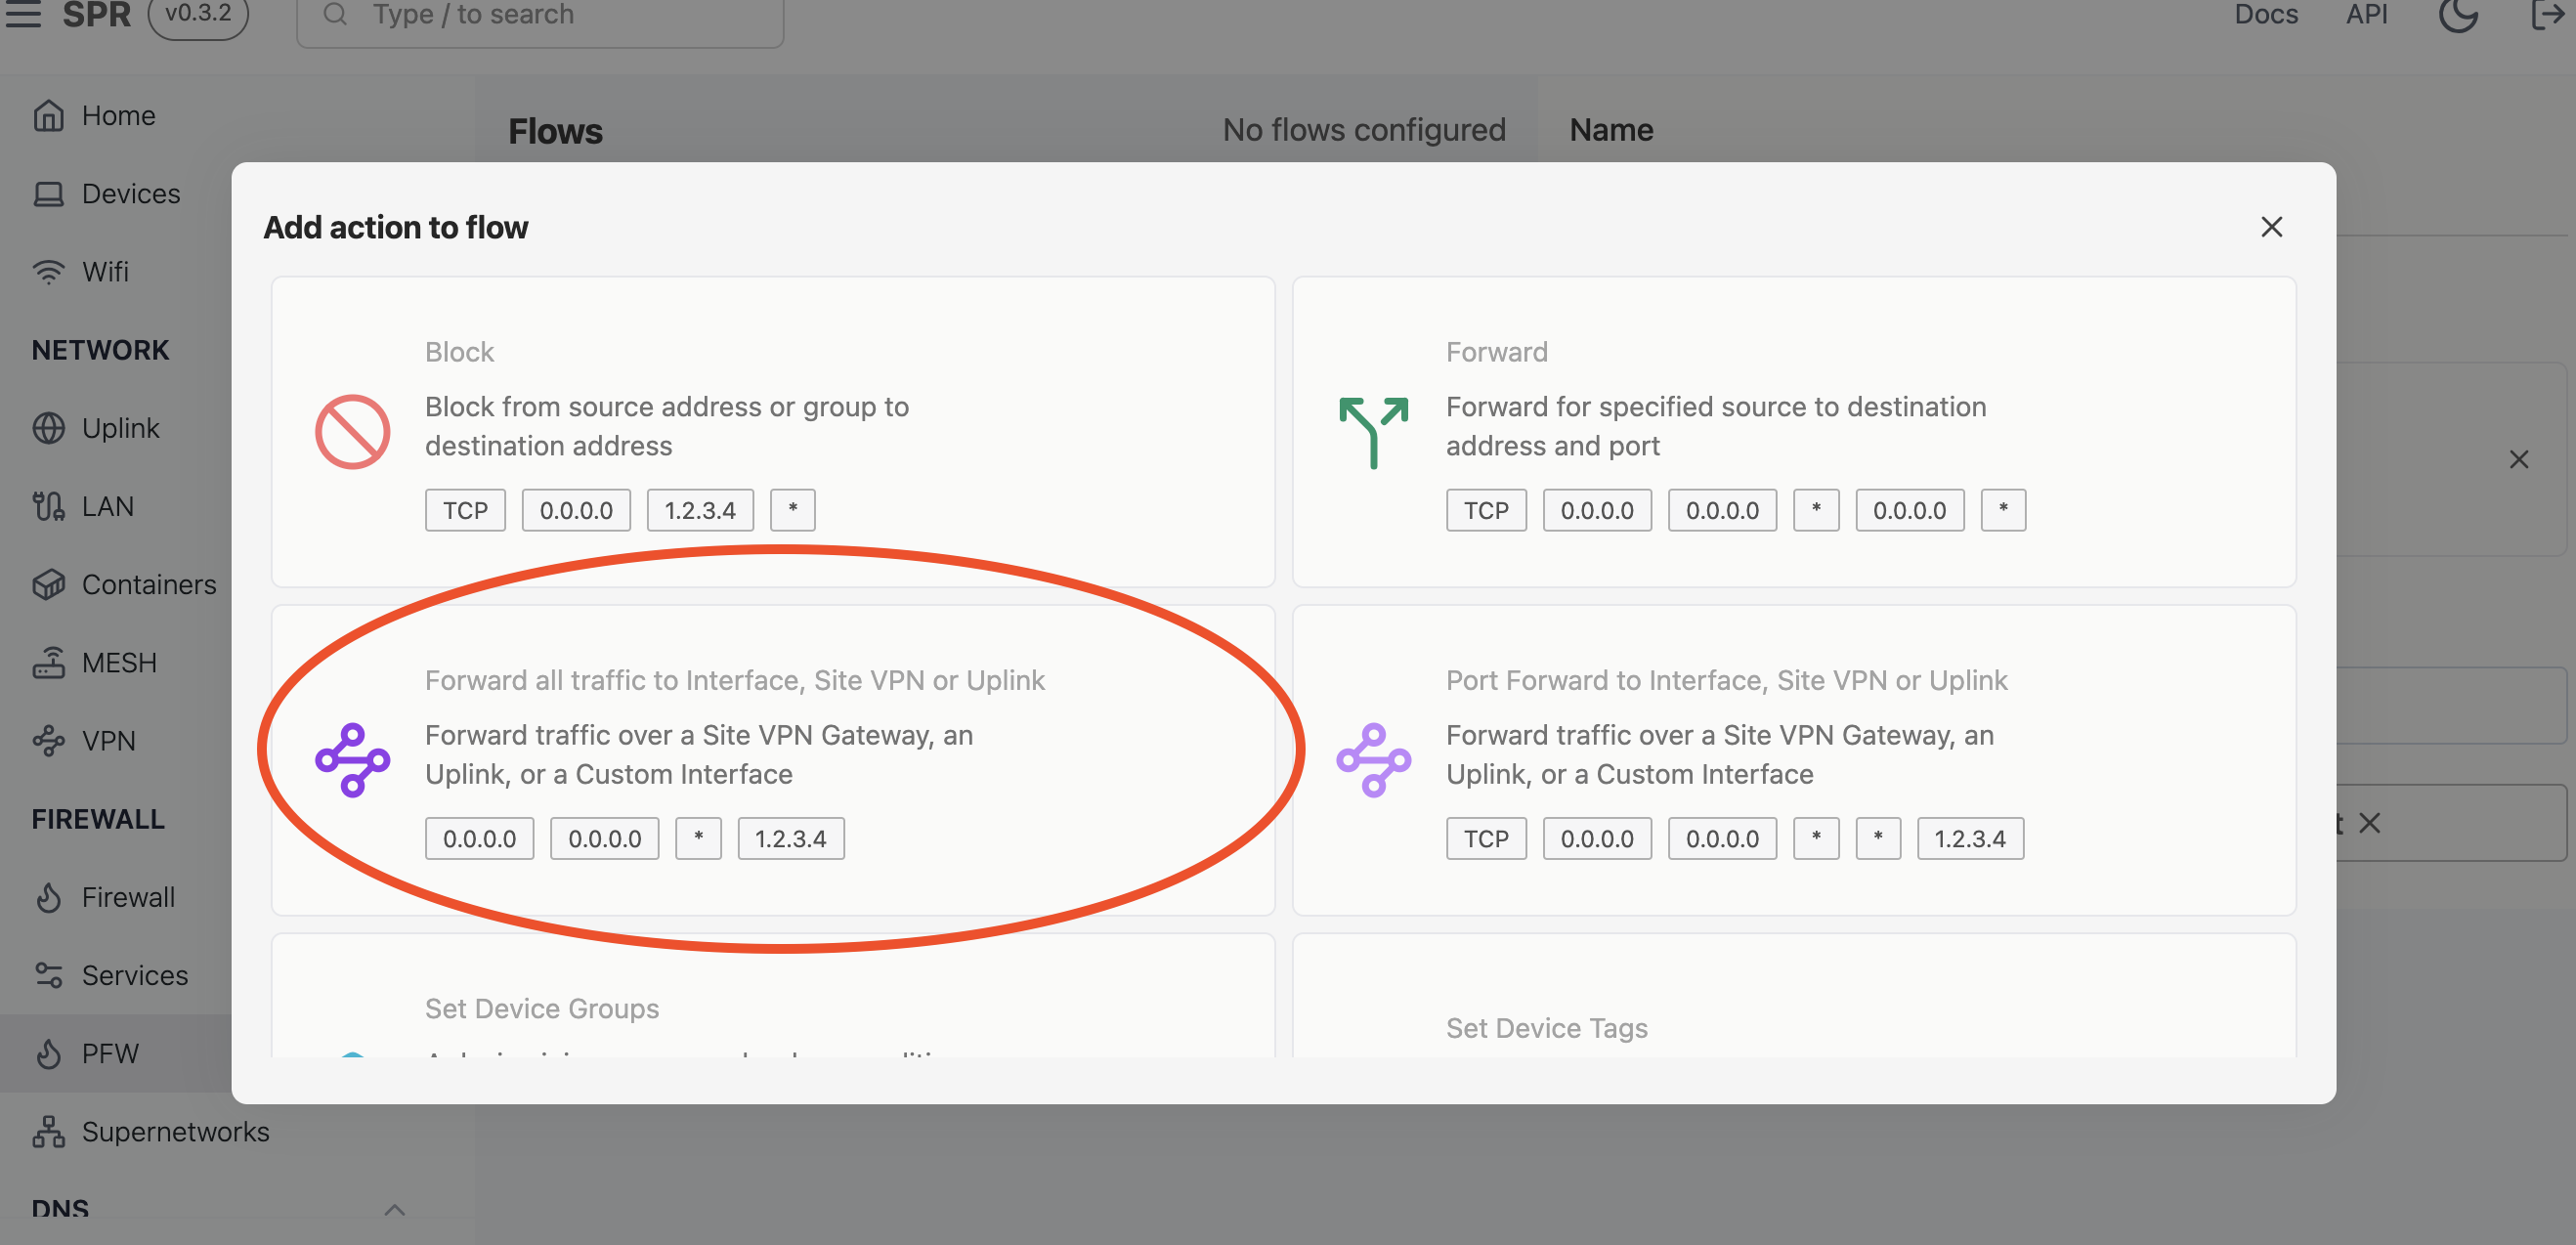 SPR v0.3.2 Type / to search Docs API
Home
Devices
Wifi
NETWORK
Uplink
LAN
Containers
MESH
VPN
FIREWALL
Firewall
Services
PFW
Supernetworks
DNS
Flows No flows configured Name
Add action to flow
Block
Block from source address or group to
destination address
TCP 0.0.0.0 1.2.3.4 *
Forward
Forward for specified source to destination
address and port
TCP 0.0.0.0 0.0.0.0 * 0.0.0.0 *
Forward all traffic to Interface, Site VPN or Uplink
Forward traffic over a Site VPN Gateway, an
Uplink, or a Custom Interface
0.0.0.0 0.0.0.0 * 1.2.3.4
Port Forward to Interface, Site VPN or Uplink
Forward traffic over a Site VPN Gateway, an
Uplink, or a Custom Interface
TCP 0.0.0.0 0.0.0.0 * * 1.2.3.4
Set Device Groups
Set Device Tags